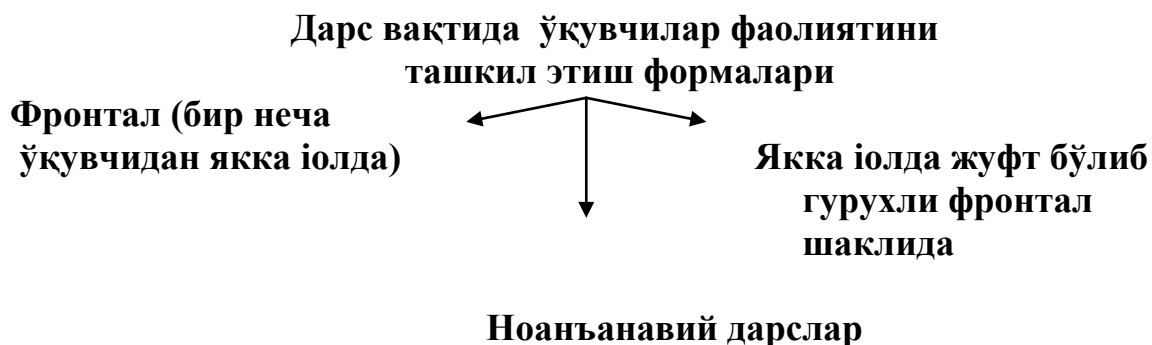 Дарс вақтида ўқувчилар фаолиятини
ташкил этиш формалари
Фронтал (бир неча
ўқувчидан якка іолда)
Якка іолда жуфт бўлиб
гурухли фронтал
шаклида
Ноанъанавий дарслар